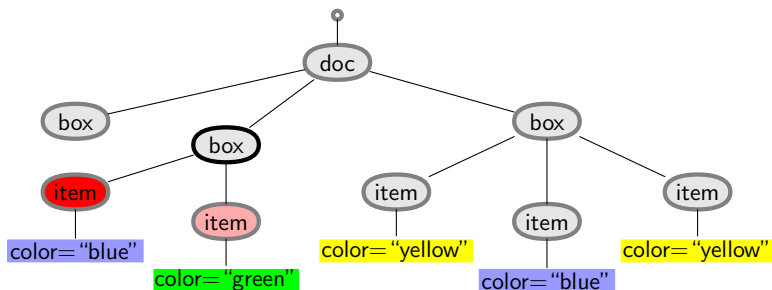 doc
box
box
box
item
item
item
item
item
color=“blue”
color=“green”
color=“yellow”
color=“blue”
color=“yellow”